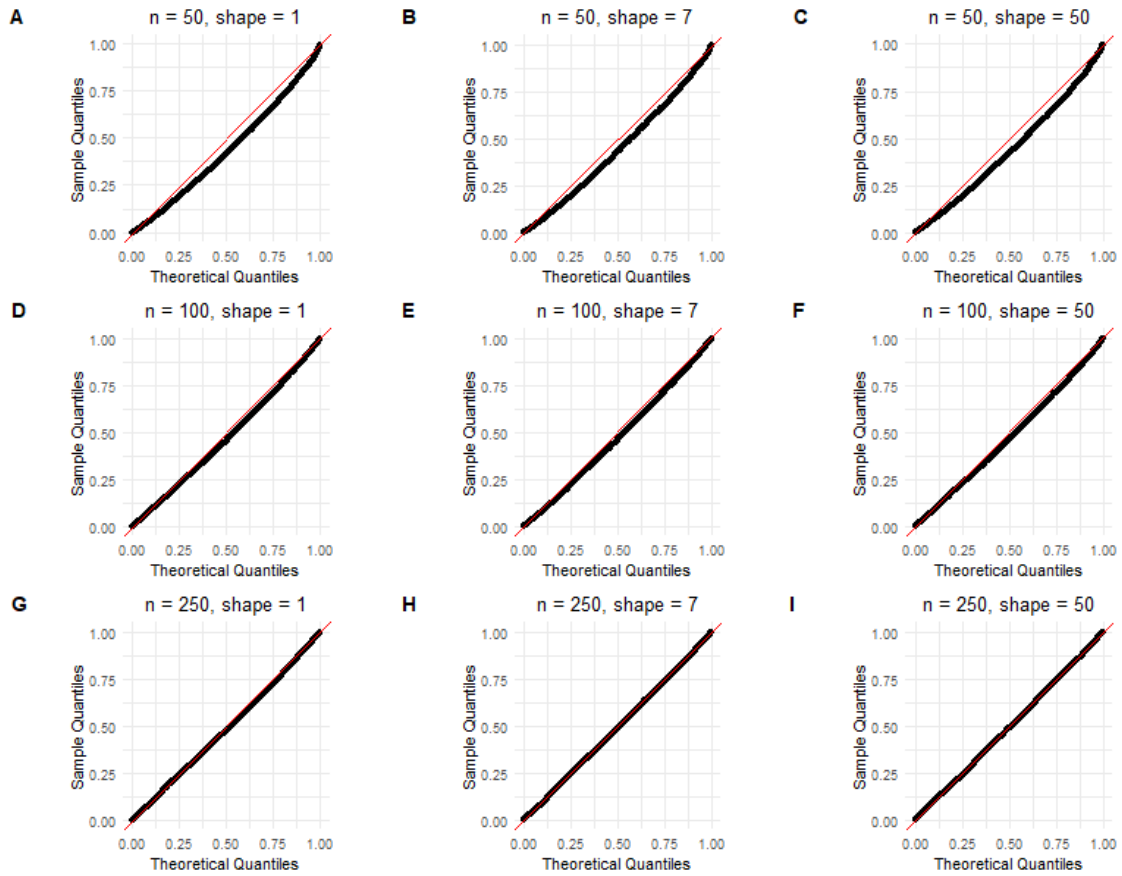 A n = 50, shape = 1
B n = 50, shape = 7
C n = 50, shape = 50
Sample Quantiles
1.00
0.75
0.50
0.25
0.00
0.00 0.25 0.50 0.75 1.00
Theoretical Quantiles
Sample Quantiles
1.00
0.75
0.50
0.25
0.00
0.00 0.25 0.50 0.75 1.00
Theoretical Quantiles
Sample Quantiles
1.00
0.75
0.50
0.25
0.00
0.00 0.25 0.50 0.75 1.00
Theoretical Quantiles
D n = 100, shape = 1
E n = 100, shape = 7
F n = 100, shape = 50
Sample Quantiles
1.00
0.75
0.50
0.25
0.00
0.00 0.25 0.50 0.75 1.00
Theoretical Quantiles
Sample Quantiles
1.00
0.75
0.50
0.25
0.00
0.00 0.25 0.50 0.75 1.00
Theoretical Quantiles
Sample Quantiles
1.00
0.75
0.50
0.25
0.00
0.00 0.25 0.50 0.75 1.00
Theoretical Quantiles
G n = 250, shape = 1
H n = 250, shape = 7
I n = 250, shape = 50
Sample Quantiles
1.00
0.75
0.50
0.25
0.00
0.00 0.25 0.50 0.75 1.00
Theoretical Quantiles
Sample Quantiles
1.00
0.75
0.50
0.25
0.00
0.00 0.25 0.50 0.75 1.00
Theoretical Quantiles
Sample Quantiles
1.00
0.75
0.50
0.25
0.00
0.00 0.25 0.50 0.75 1.00
Theoretical Quantiles